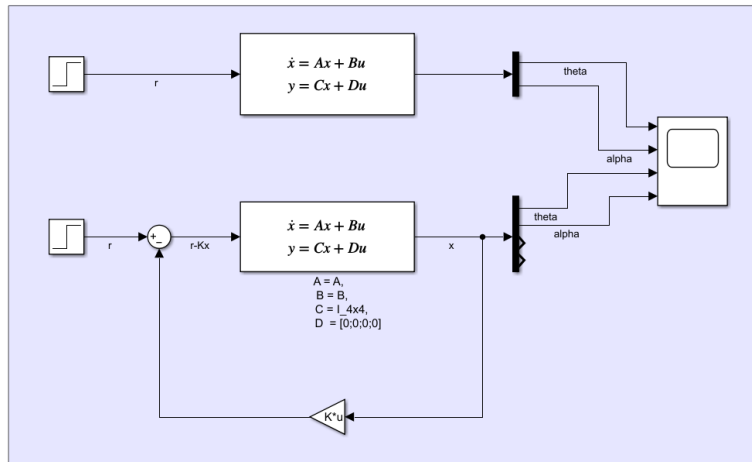 ẋ = Ax + Bu
y = Cx + Du
r
theta
alpha
ẋ = Ax + Bu
y = Cx + Du
+
_
r
r-Kx
x
theta
alpha
A = A,
B = B,
C = I_4x4,
D = [0;0;0;0]
K*u